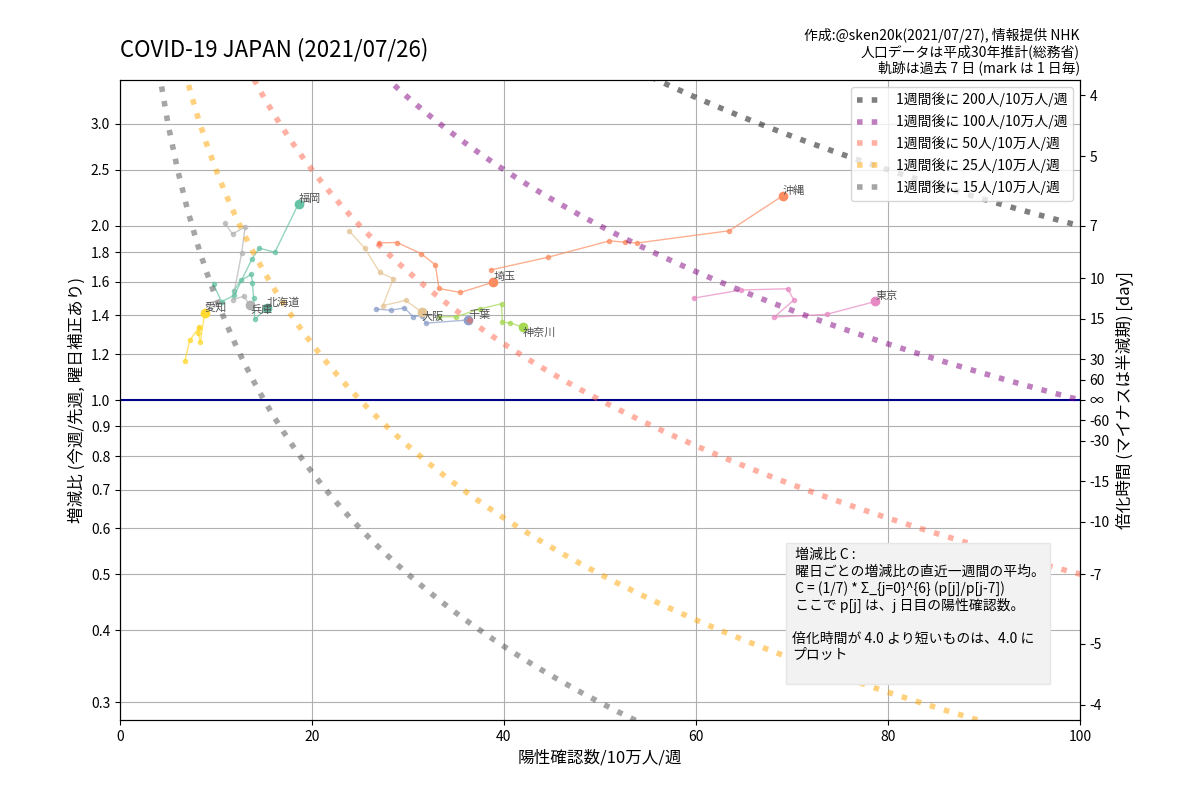 COVID-19 JAPAN (2021/07/26)
作成:@sken20k(2021/07/27), 情報提供 NHK
人口データは平成30年推計(総務省)
軌跡は過去 7 日 (mark は 1 日毎)
1週間後に 200人/10万人/週
1週間後に 100人/10万人/週
1週間後に 50人/10万人/週
1週間後に 25人/10万人/週
1週間後に 15人/10万人/週
増減比 (今週/先週, 曜日補正あり)
3.0
2.5
2.0
1.8
1.6
1.4
1.2
1.0
0.9
0.8
0.7
0.6
0.5
0.4
0.3
福岡
沖縄
埼玉
東京
北海道
愛知
兵庫
大阪
千葉
神奈川
4
5
7
10
15
30
60
∞
-60
-30
-15
-10
-7
-5
-4
倍化時間 (マイナスは半減期) [day]
増減比 C :
曜日ごとの増減比の直近一週間の平均。
C = (1/7) * Σ_{j=0}^{6} (p[j]/p[j-7])
ここで p[j] は、j 日目の陽性確認数。
倍化時間が 4.0 より短いものは、4.0 に
プロット
0
20
40
60
80
100
陽性確認数/10万人/週